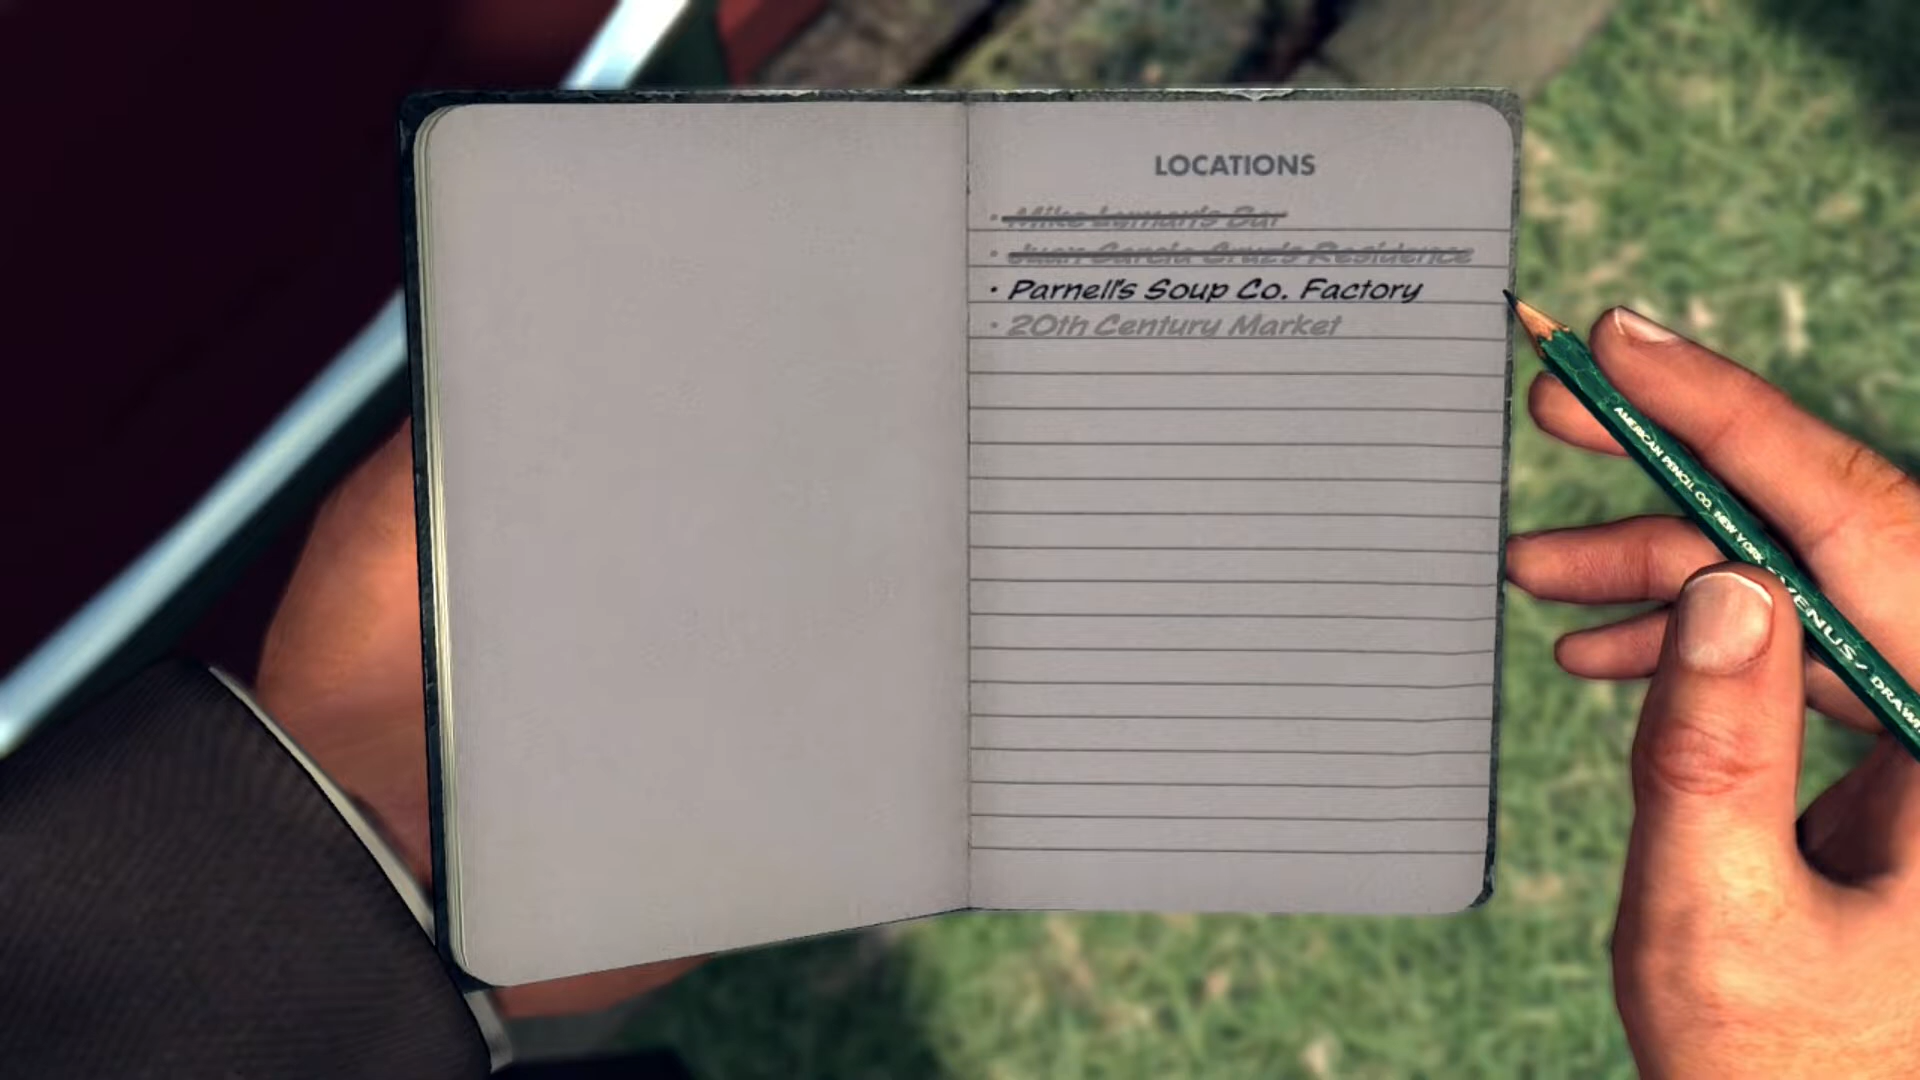 LOCATIONS
• Mike Leman's Bar
• Juan Garcia Cruz's Residence
• Parnell's Soup Co. Factory
• 20th Century Market
AMERICAN PENCIL CO. NEW YORK VENUS DRAW